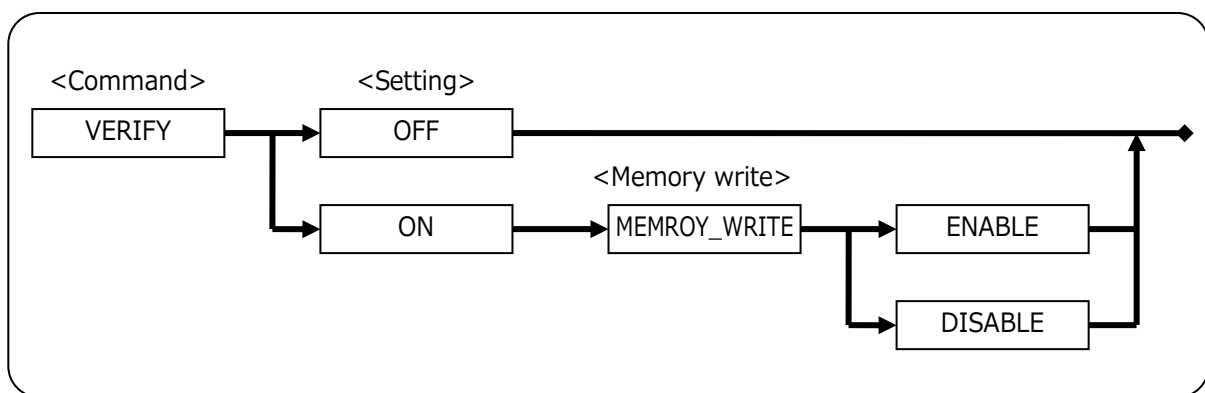 <Command>
<Setting>
VERIFY
OFF
<Memory write>
ON
MEMROY_WRITE
ENABLE
DISABLE